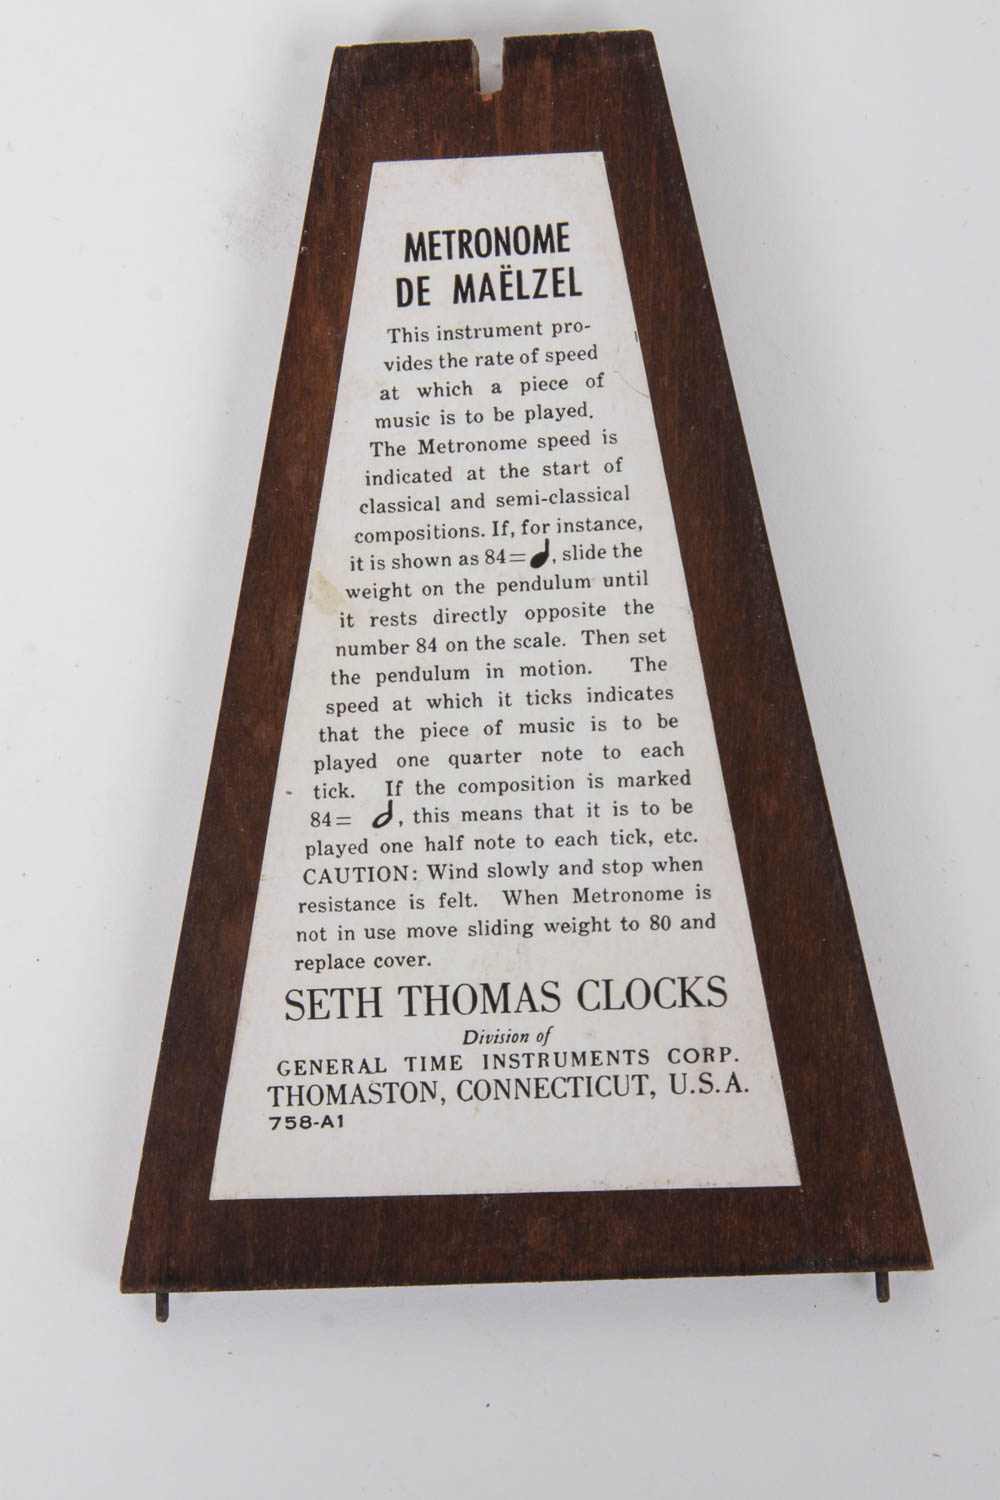 METRONOME
DE MAËLZEL
This instrument pro-
vides the rate of speed
at which a piece of
music is to be played.
The Metronome speed is
indicated at the start of
classical and semi-classical
compositions. If, for instance,
it is shown as 84=♩, slide the
weight on the pendulum until
it rests directly opposite the
number 84 on the scale. Then set
the pendulum in motion. The
speed at which it ticks indicates
that the piece of music is to be
played one quarter note to each
tick. If the composition is marked
84= 𝅗𝅥, this means that it is to be
played one half note to each tick, etc.
CAUTION: Wind slowly and stop when
resistance is felt. When Metronome is
not in use move sliding weight to 80 and
replace cover.
SETH THOMAS CLOCKS
Division of
GENERAL TIME INSTRUMENTS CORP.
THOMASTON, CONNECTICUT, U.S.A.
758-A1